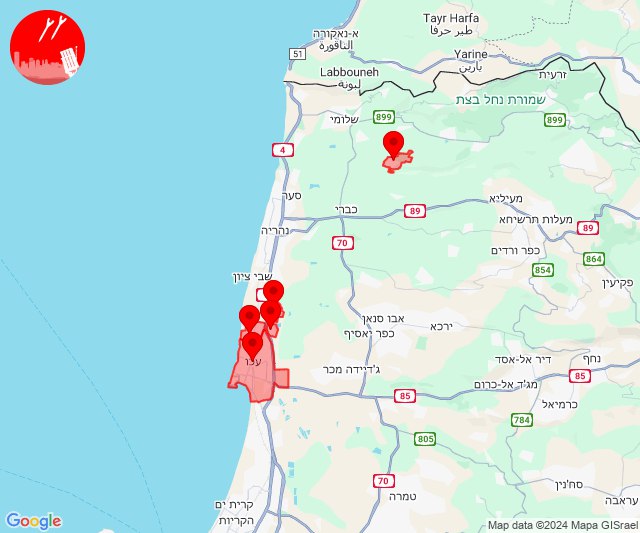 Tayr Harfa
طير حرفا
א-נאקורה
الناقورة
51
Yarine
يارين
Labbouneh
لبونة
זרעית
שמורת נחל בצת
שלומי
899
899
4
סער
מעיליא
כברי
89
מעלות תרשיחא
89
נהריה
70
כפר ורדים
864
854
שבי ציון
פקיעין
אבו סנאן
ירכא
כפר יאסיף
עכו
דיר אל-אסד
נחף
ג'דיידה מכר
85
מג'ד אל-כרום
85
כרמיאל
784
805
70
סח'נין
טמרה
עראבה
קרית ים
הקריות
Google
Map data ©2024 Mapa GISrael